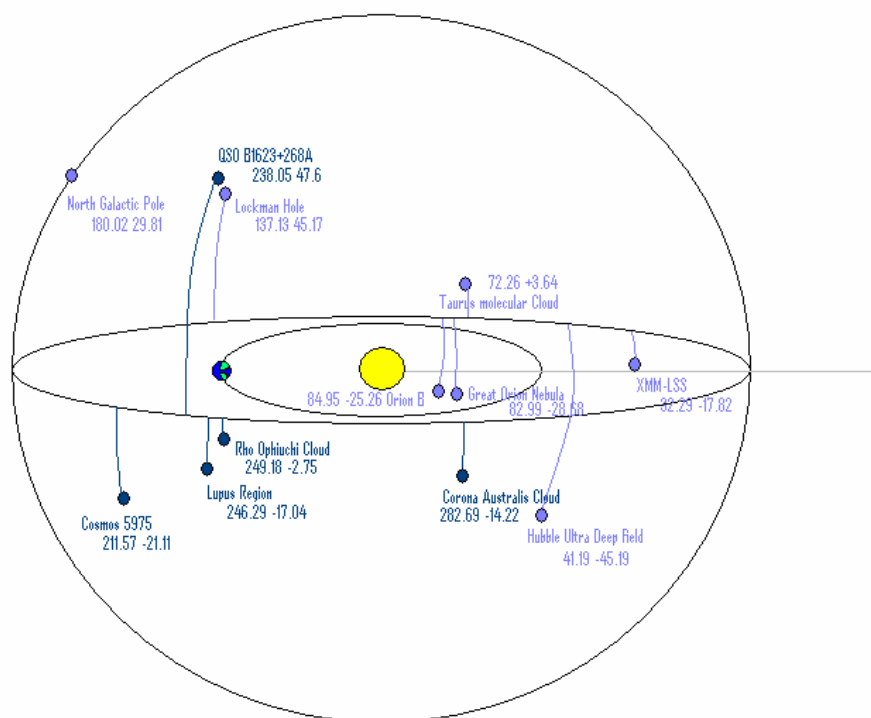 QSO B1623+268A
238.05 47.6
North Galactic Pole
180.02 29.81
Lockman Hole
137.13 45.17
72.26 +3.64
Taurus molecular Cloud
XMM-LSS
32.29 -17.82
84.95 -25.26 Orion B
Great Orion Nebula
82.99 -28.68
Rho Ophiuchi Cloud
249.18 -2.75
Lupus Region
246.29 -17.04
Corona Australis Cloud
282.69 -14.22
Cosmos 5975
211.57 -21.11
Hubble Ultra Deep Field
41.19 -45.19